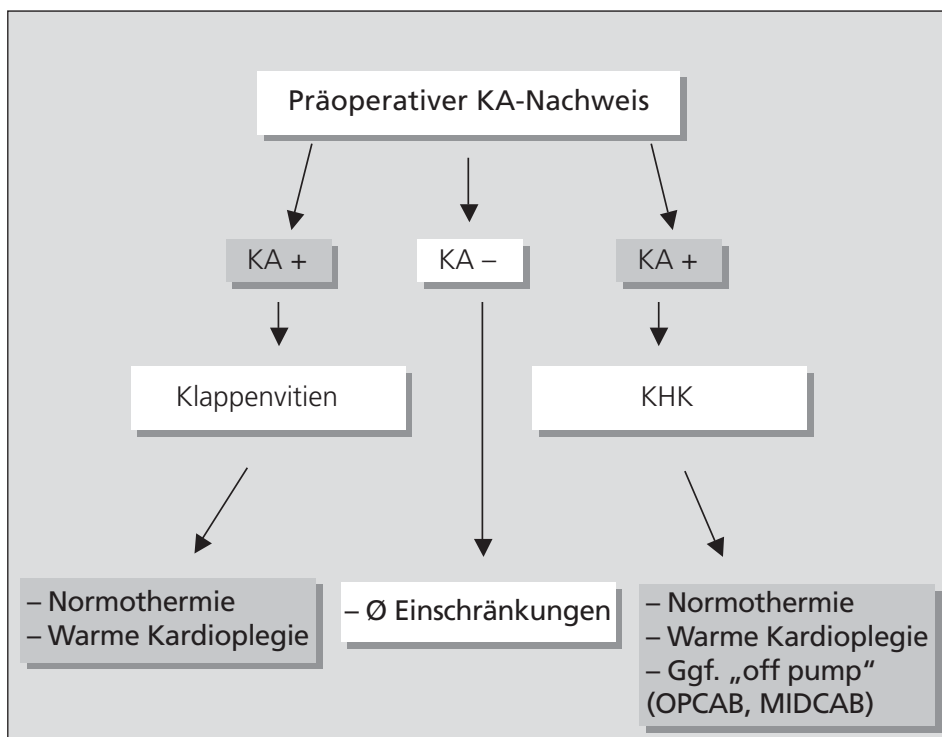 Präoperativer KA-Nachweis
KA +
KA –
KA +
Klappenvitien
KHK
– Normothermie
– Warme Kardioplegie
– Ø Einschränkungen
– Normothermie
– Warme Kardioplegie
– Ggf. „off pump“
(OPCAB, MIDCAB)